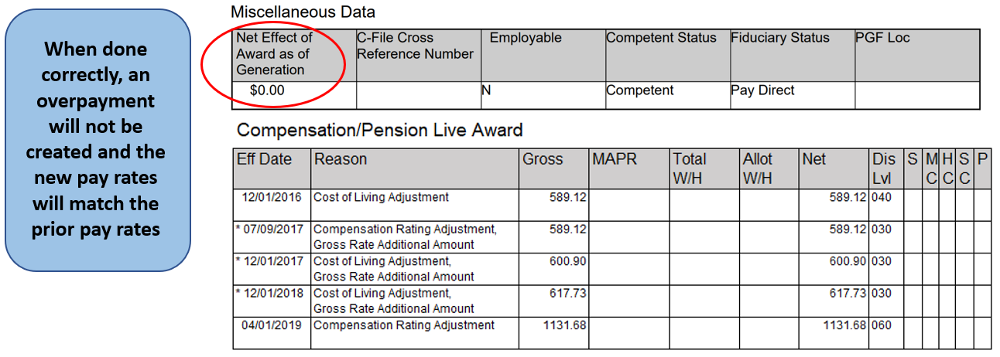 When done
correctly, an
overpayment
will not be
created and the
new pay rates
will match the
prior pay rates
Miscellaneous Data
Net Effect of Award as of Generation C-File Cross Reference Number Employable Competent Status Fiduciary Status PGF Loc
$0.00 N Competent Pay Direct
Compensation/Pension Live Award
Eff Date Reason Gross MAPR Total W/H Allot W/H Net Dis Lvl S MC HC SC P
12/01/2016 Cost of Living Adjustment 589.12 589.12 040
* 07/09/2017 Compensation Rating Adjustment, 589.12 589.12 030
Gross Rate Additional Amount
* 12/01/2017 Cost of Living Adjustment, 600.90 600.90 030
Gross Rate Additional Amount
* 12/01/2018 Cost of Living Adjustment, 617.73 617.73 030
Gross Rate Additional Amount
04/01/2019 Compensation Rating Adjustment 1131.68 1131.68 060